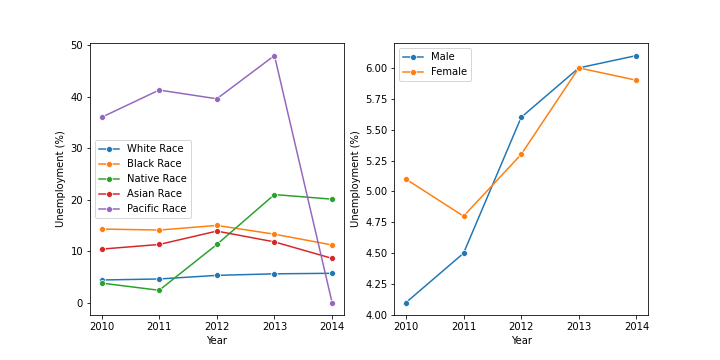 50
40
30
20
10
0
Unemployment (%)
White Race
Black Race
Native Race
Asian Race
Pacific Race
2010 2011 2012 2013 2014
Year
6.00
5.75
5.50
5.25
5.00
4.75
4.50
4.25
4.00
Unemployment (%)
Male
Female
2010 2011 2012 2013 2014
Year